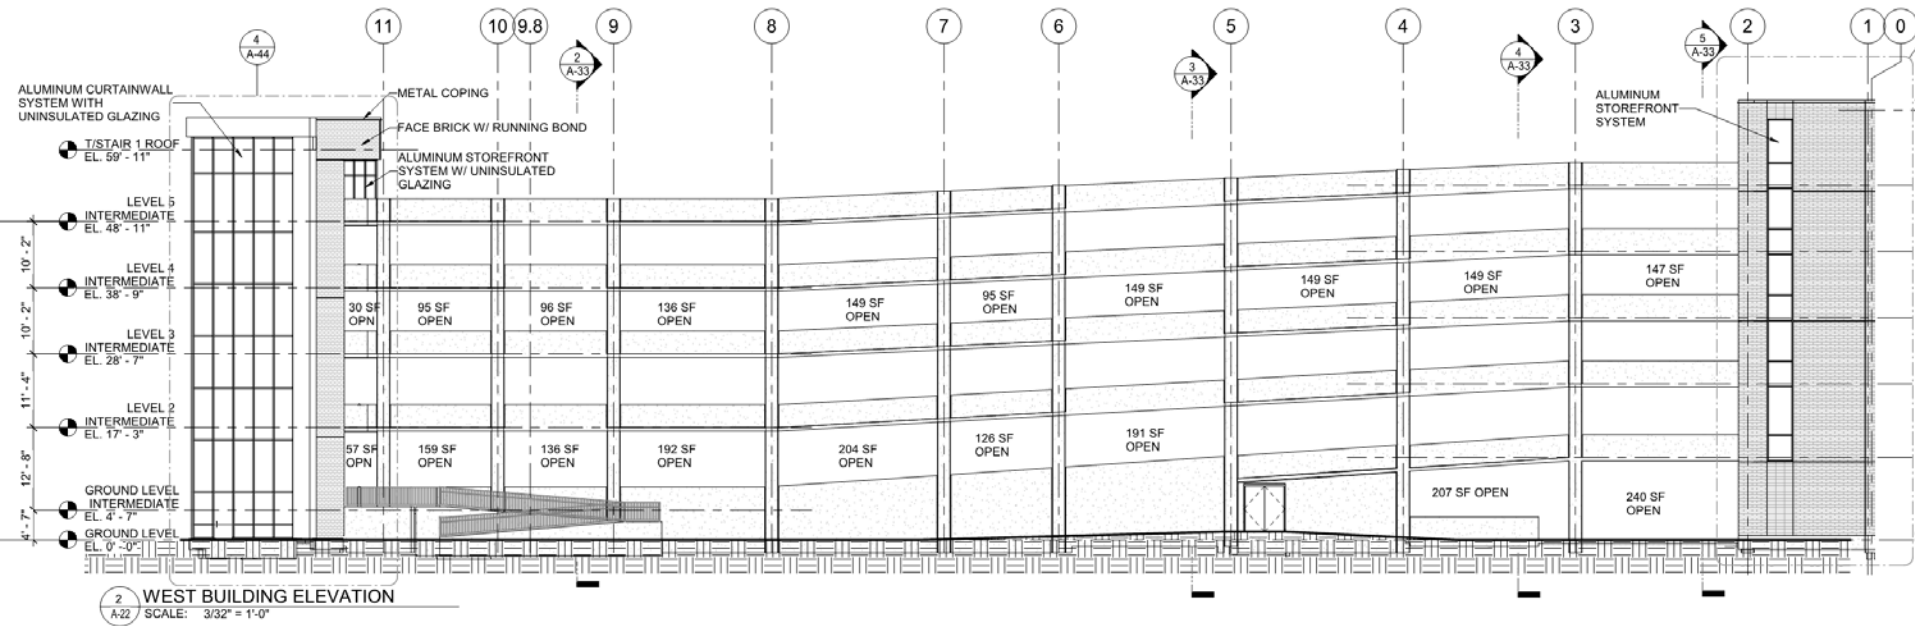 11
10
9.8
9
8
7
6
5
4
3
2
1
0
4
A-44
2
A-33
3
A-33
4
A-33
5
A-33
ALUMINUM CURTAINWALL
SYSTEM WITH
UNINSULATED GLAZING
METAL COPING
FACE BRICK W/ RUNNING BOND
ALUMINUM STOREFRONT
SYSTEM W/ UNINSULATED
GLAZING
ALUMINUM
STOREFRONT
SYSTEM
T/STAIR 1 ROOF
EL. 59' - 11"
LEVEL 5
INTERMEDIATE
EL. 48' - 11"
10' - 2"
LEVEL 4
INTERMEDIATE
EL. 38' - 9"
10' - 2"
LEVEL 3
INTERMEDIATE
EL. 28' - 7"
11' - 4"
LEVEL 2
INTERMEDIATE
EL. 17' - 3"
12' - 8"
GROUND LEVEL
INTERMEDIATE
EL. 4' - 7"
4' - 7"
GROUND LEVEL
EL. 0' - 0"
30 SF
OPN
95 SF
OPEN
96 SF
OPEN
136 SF
OPEN
149 SF
OPEN
95 SF
OPEN
149 SF
OPEN
149 SF
OPEN
149 SF
OPEN
147 SF
OPEN
57 SF
OPN
159 SF
OPEN
136 SF
OPEN
192 SF
OPEN
204 SF
OPEN
126 SF
OPEN
191 SF
OPEN
207 SF OPEN
240 SF
OPEN
2
A-22
WEST BUILDING ELEVATION
SCALE: 3/32" = 1'-0"